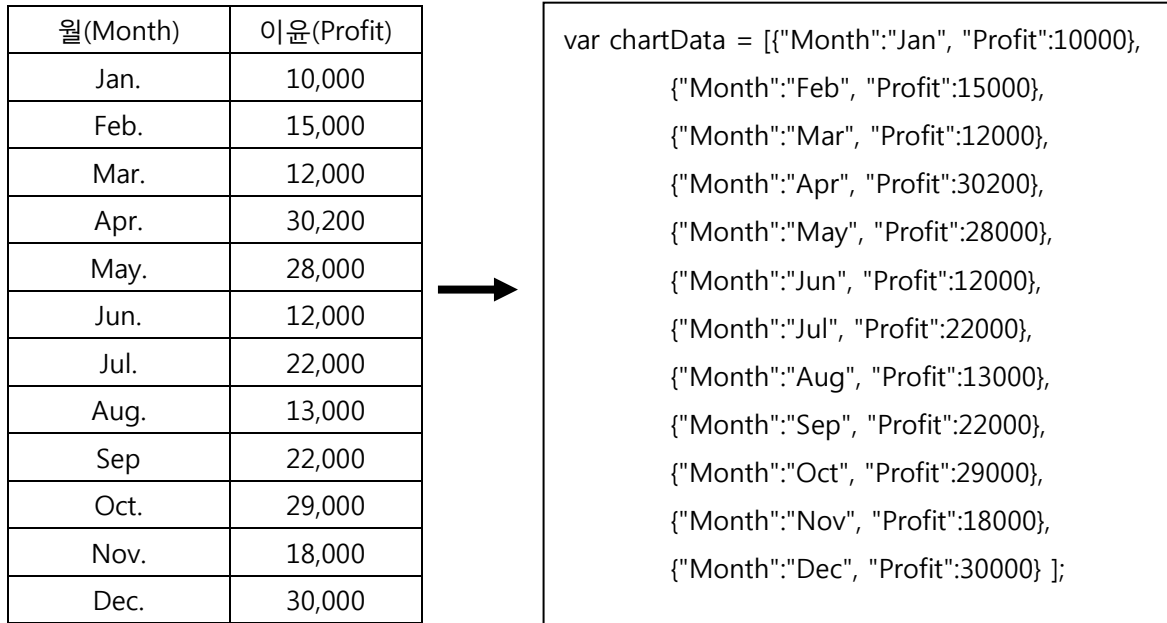 월(Month) 이윤(Profit)
Jan. 10,000
Feb. 15,000
Mar. 12,000
Apr. 30,200
May. 28,000
Jun. 12,000
Jul. 22,000
Aug. 13,000
Sep 22,000
Oct. 29,000
Nov. 18,000
Dec. 30,000
var chartData = [{"Month":"Jan", "Profit":10000},
{"Month":"Feb", "Profit":15000},
{"Month":"Mar", "Profit":12000},
{"Month":"Apr", "Profit":30200},
{"Month":"May", "Profit":28000},
{"Month":"Jun", "Profit":12000},
{"Month":"Jul", "Profit":22000},
{"Month":"Aug", "Profit":13000},
{"Month":"Sep", "Profit":22000},
{"Month":"Oct", "Profit":29000},
{"Month":"Nov", "Profit":18000},
{"Month":"Dec", "Profit":30000} ];